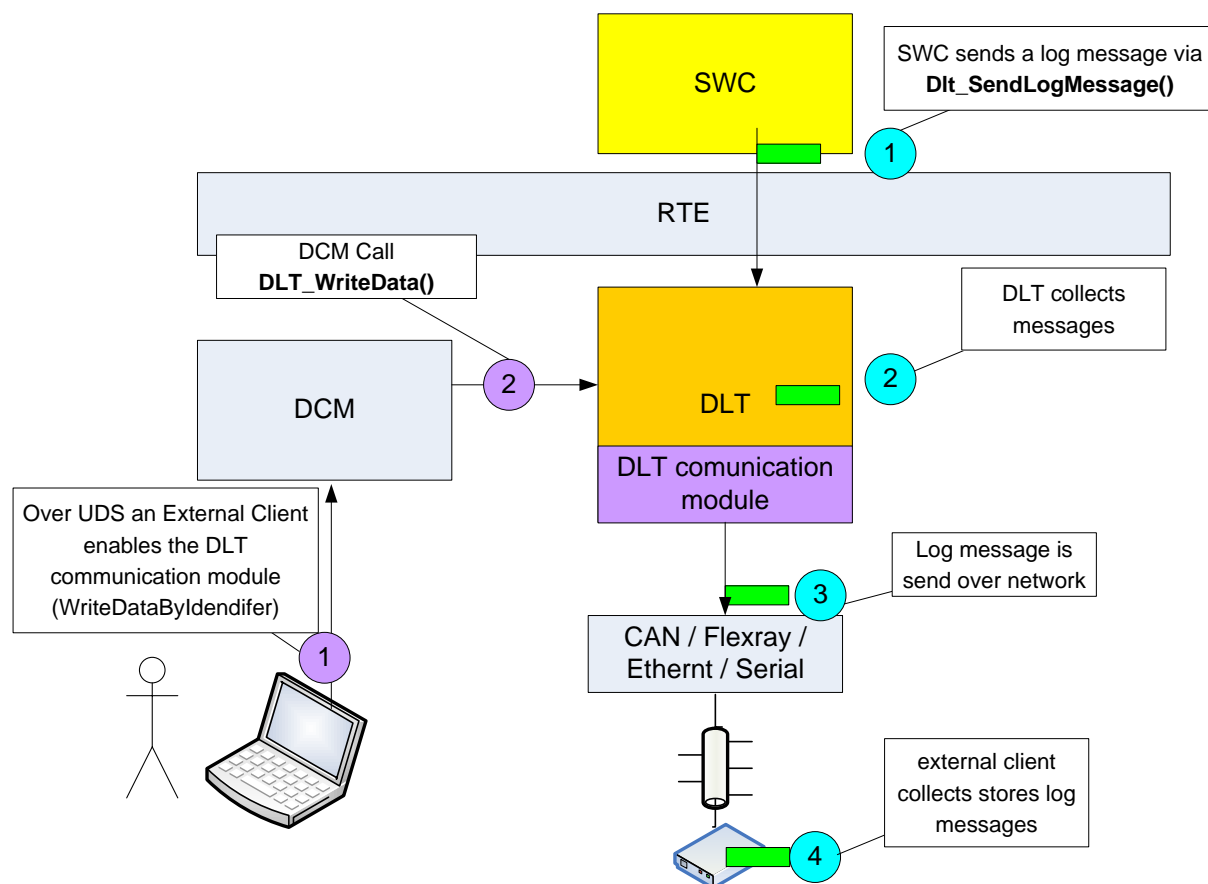 SWC
SWC sends a log message via
Dlt_SendLogMessage()
1
RTE
DCM Call
DLT_WriteData()
DLT collects
messages
2
2
DCM
DLT
DLT comunication
module
Over UDS an External Client
enables the DLT
communication module
(WriteDataByIdendifer)
1
Log message is
send over network
3
CAN / Flexray /
Ethernt / Serial
external client
collects stores log
messages
4